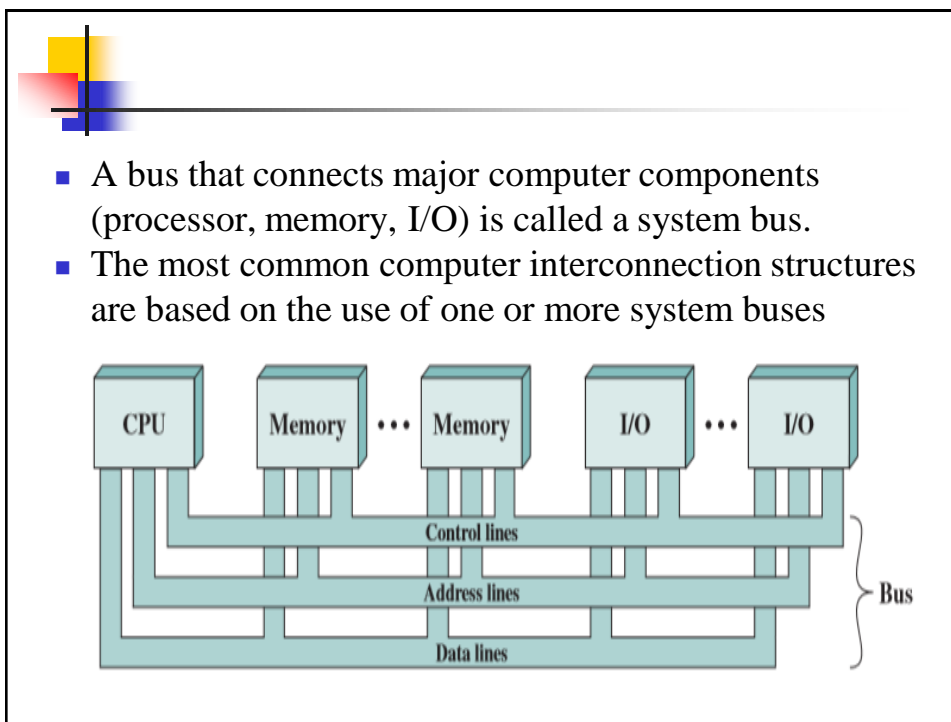 ■ A bus that connects major computer components
(processor, memory, I/O) is called a system bus.
■ The most common computer interconnection structures
are based on the use of one or more system buses
CPU Memory ••• Memory I/O ••• I/O
Control lines
Address lines
Bus
Data lines